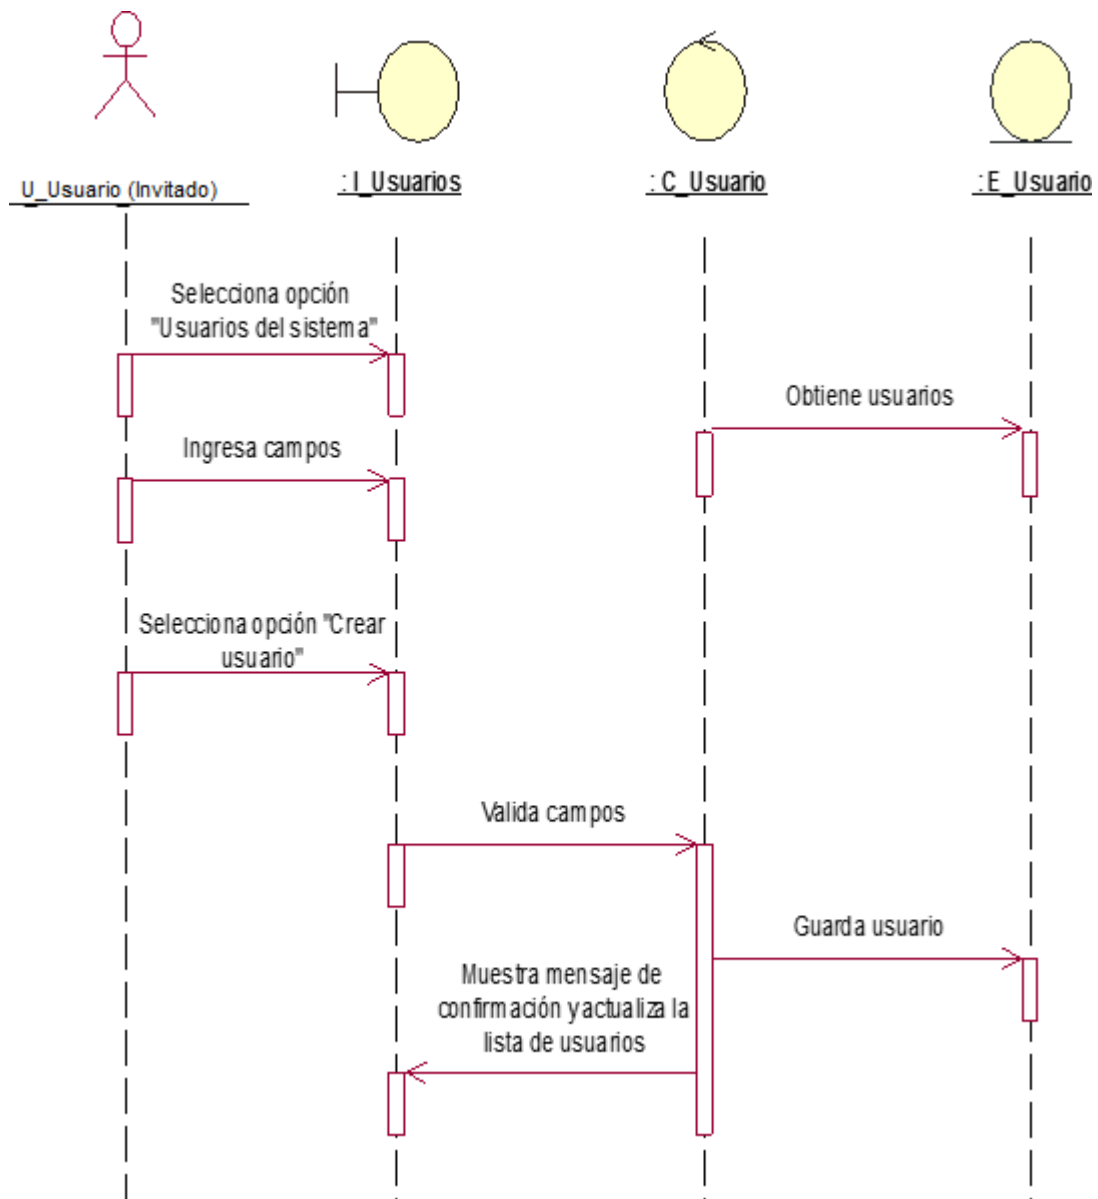 U_Usuario (Invitado)
: I_Usuarios
: C_Usuario
: E_Usuario
Selecciona opción
"Usuarios del sistema"
Obtiene usuarios
Ingresa campos
Selecciona opción "Crear
usuario"
Valida campos
Guarda usuario
Muestra mensaje de
confirmación y actualiza la
lista de usuarios